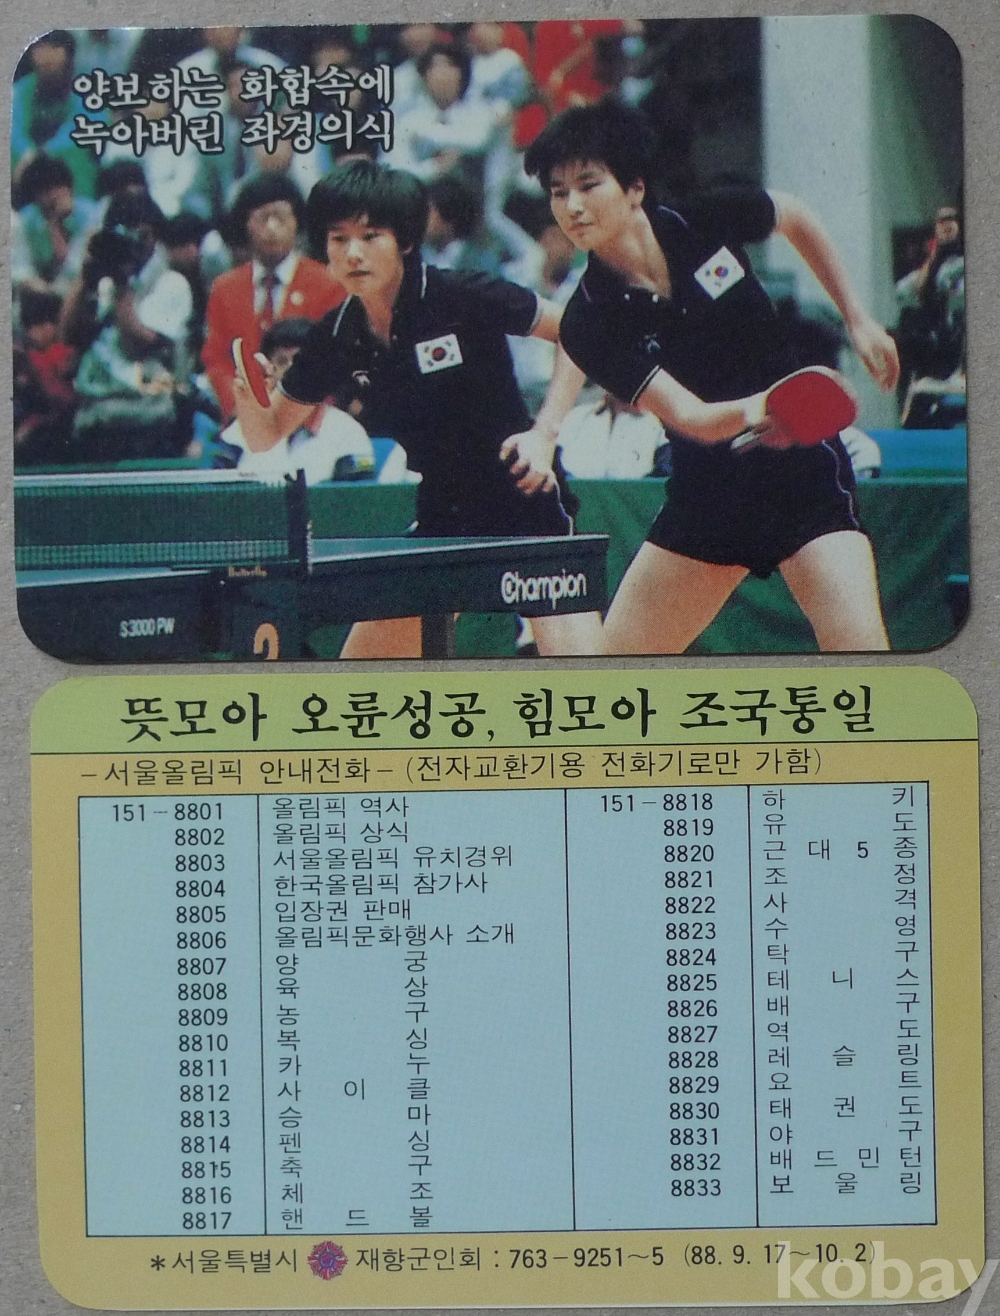 양보하는 화합속에
녹아버린 좌경의식
Butterfly
Champion
S3000 PW
2
뜻모아 오륜성공, 힘모아 조국통일
-서울올림픽 안내전화- (전자교환기용 전화기로만 가함)
151-8801 올림픽 역사
8802 올림픽 상식
8803 서울올림픽 유치경위
8804 한국올림픽 참가사
8805 입장권 판매
8806 올림픽문화행사 소개
8807 양 궁
8808 육 상
8809 농 구
8810 복 싱
8811 카 누
8812 사 이 클
8813 승 마
8814 펜 싱
8815 축 구
8816 체 조
8817 핸 드 볼
151-8818 하 키
8819 유 도
8820 근 대 5 종
8821 조 정
8822 사 격
8823 수 영
8824 탁 구
8825 테 니 스
8826 배 구
8827 역 도
8828 레 슬 링
8829 요 트
8830 태 권 도
8831 야 구
8832 배 드 민 턴
8833 보 울 링
*서울특별시 재향군인회 : 763-9251~5 (88. 9. 17~10. 2)
kobay